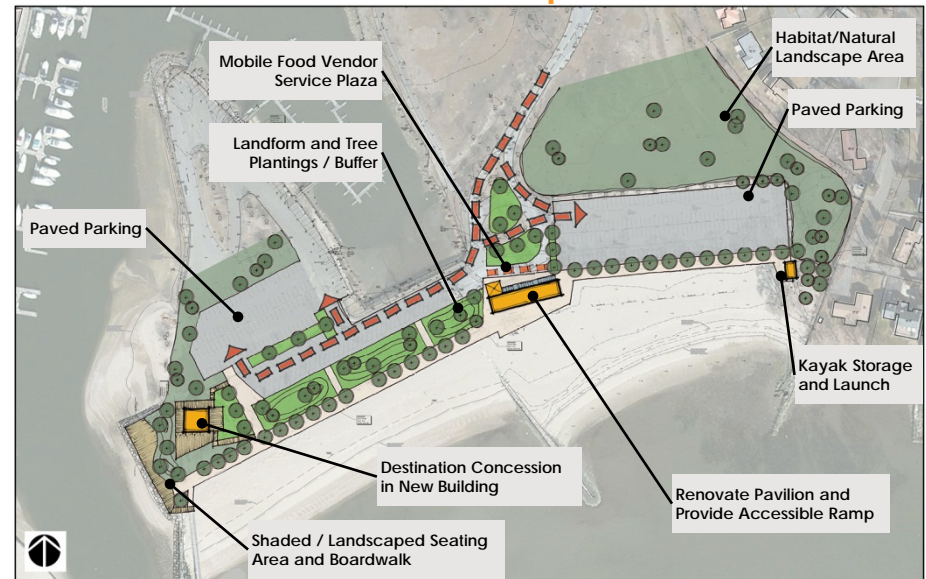 Mobile Food Vendor
Service Plaza
Habitat/Natural
Landscape Area
Paved Parking
Landform and Tree
Plantings / Buffer
Paved Parking
Kayak Storage
and Launch
Destination Concession
in New Building
Renovate Pavilion and
Provide Accessible Ramp
Shaded / Landscaped Seating
Area and Boardwalk